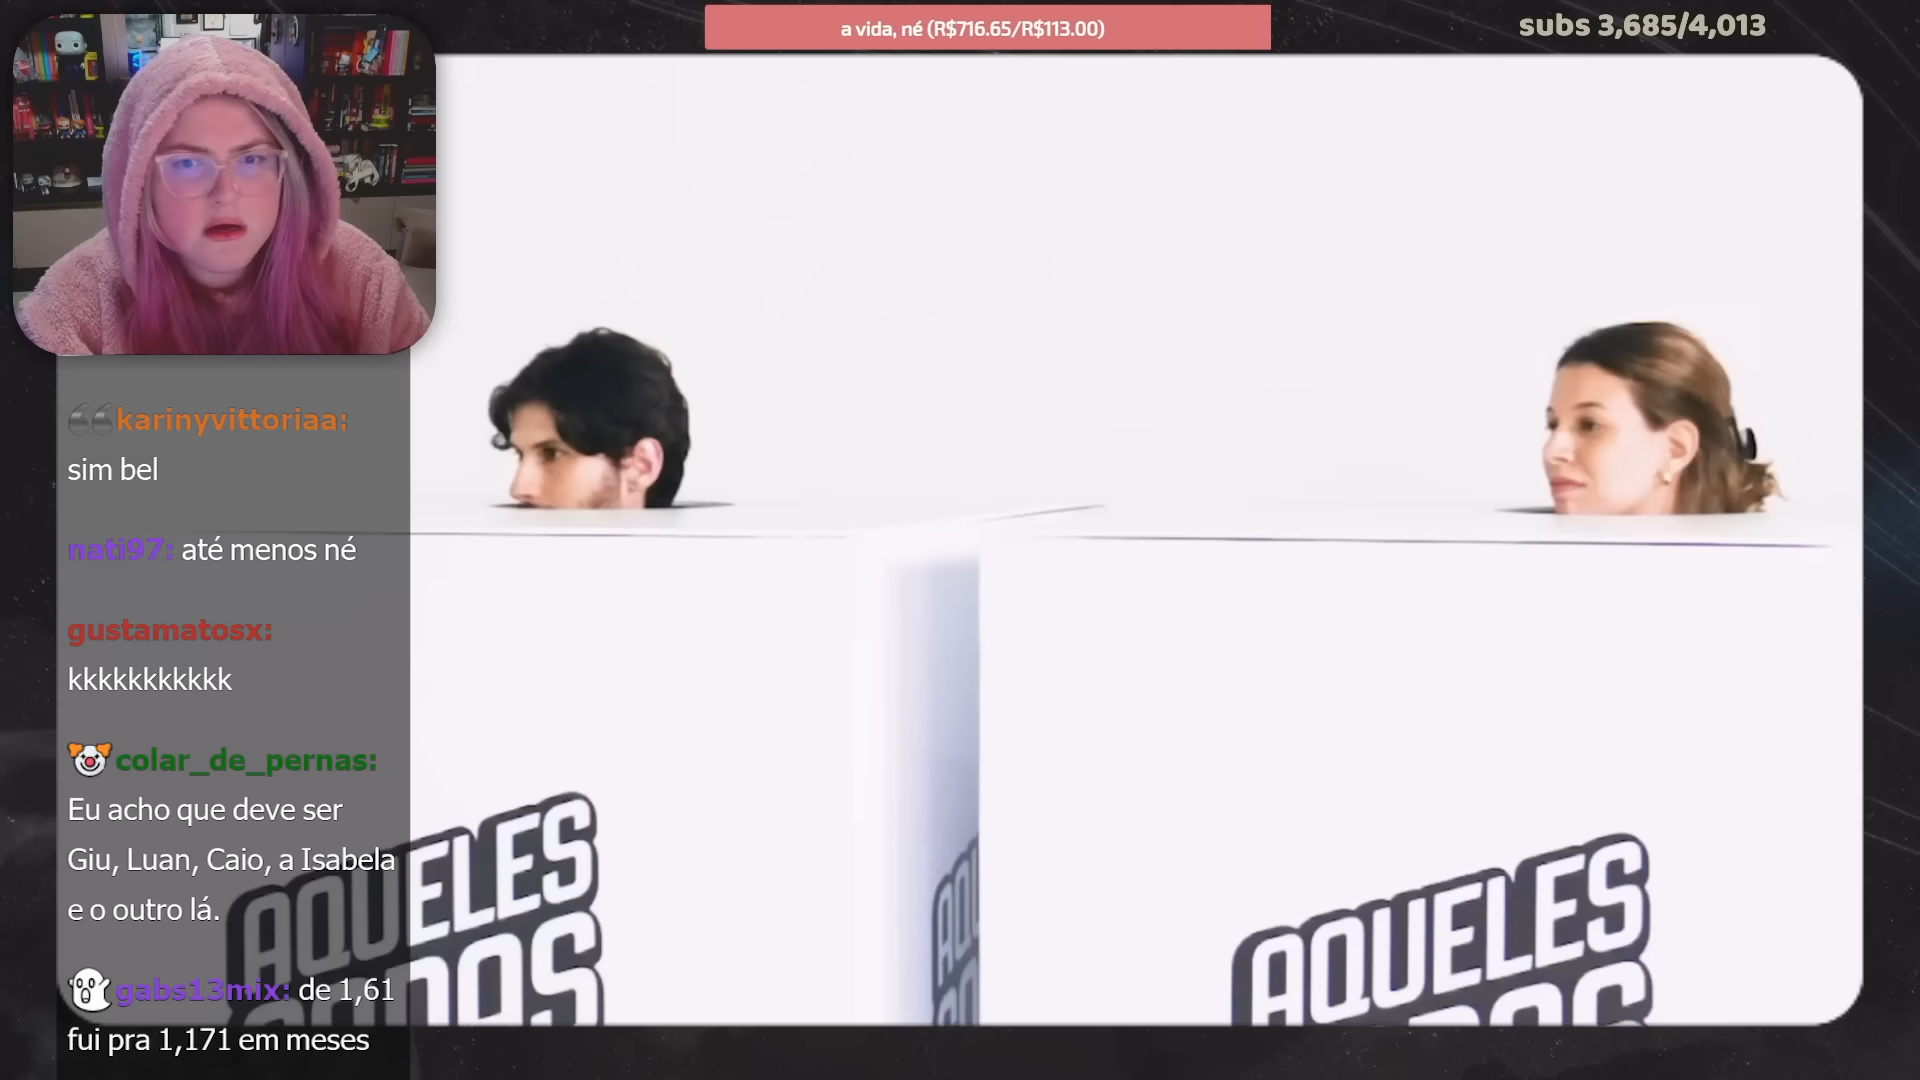 a vida, né (R$716.65/R$113.00)
subs 3,685/4,013
karinyvittoriaa:
sim bel
nati97: até menos né
gustamatosx:
kkkkkkkkkkk
colar_de_pernas:
Eu acho que deve ser
Giu, Luan, Caio, a Isabela
e o outro lá.
gabs13mix: de 1,61
fui pra 1,171 em meses
AQUELES
AQUELES